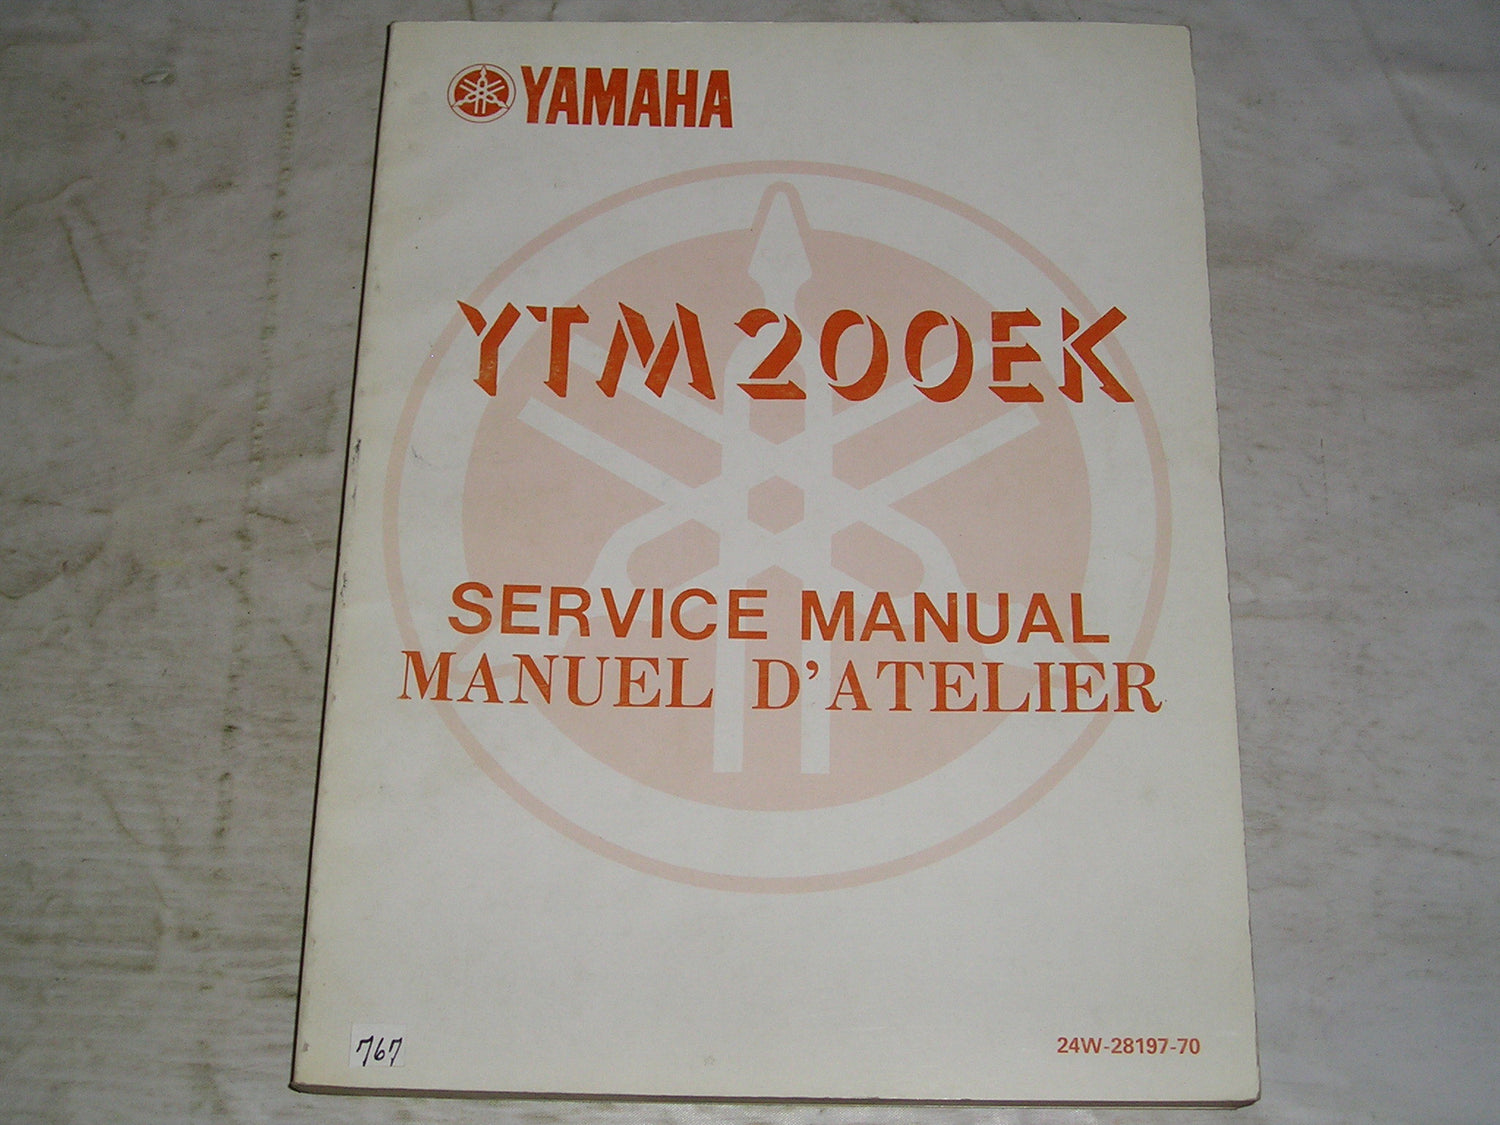 YAMAHA
YTM200EK
SERVICE MANUAL
MANUEL D'ATELIER
767
24W-28197-70